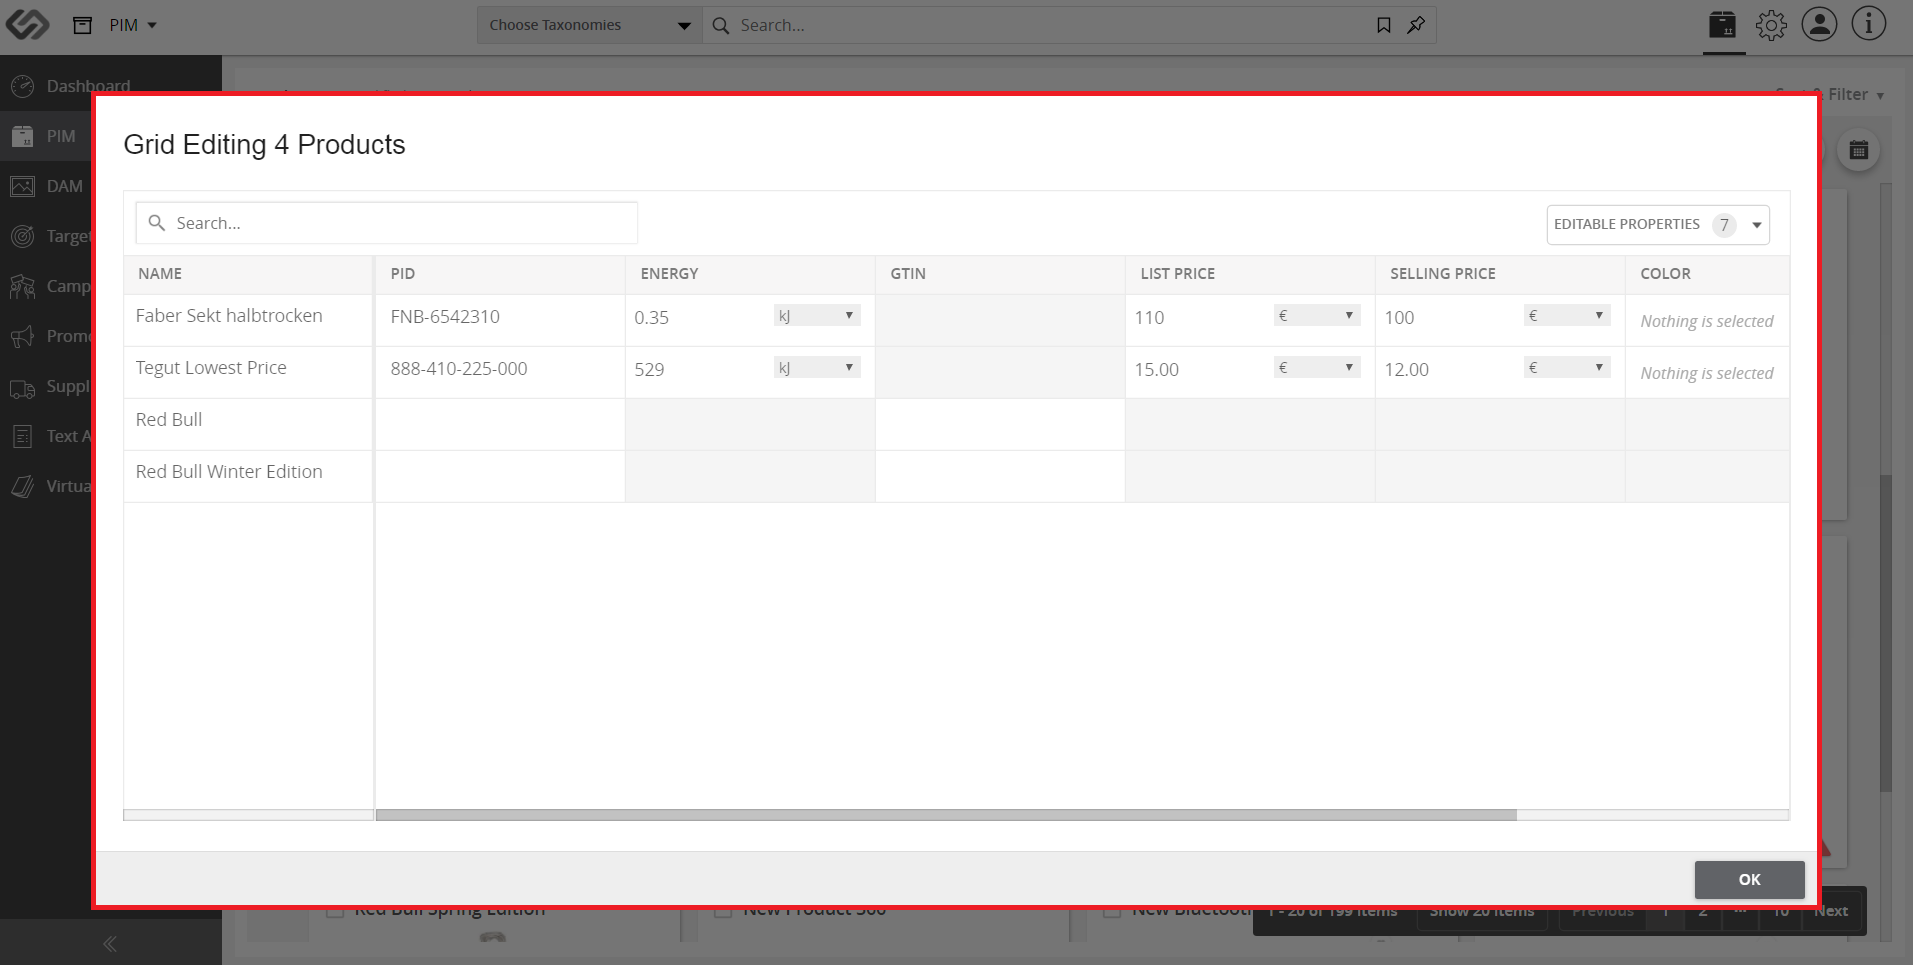 PIM
Choose Taxonomies
Search...
Dashboard
& Filter
PIM
DAM
Target
Camp
Promo
Suppl
Text A
Virtua
Grid Editing 4 Products
Search...
EDITABLE PROPERTIES 7
NAME PID ENERGY GTIN LIST PRICE SELLING PRICE COLOR
Faber Sekt halbtrocken FNB-6542310 0.35 kJ 110 € 100 € Nothing is selected
Tegut Lowest Price 888-410-225-000 529 kJ 15.00 € 12.00 € Nothing is selected
Red Bull
Red Bull Winter Edition
OK
Red Bull Spring Edition New Product 360 New Bluetooth 1 - 20 of 199 items Show 20 items Previous 1 2 ... 10 Next